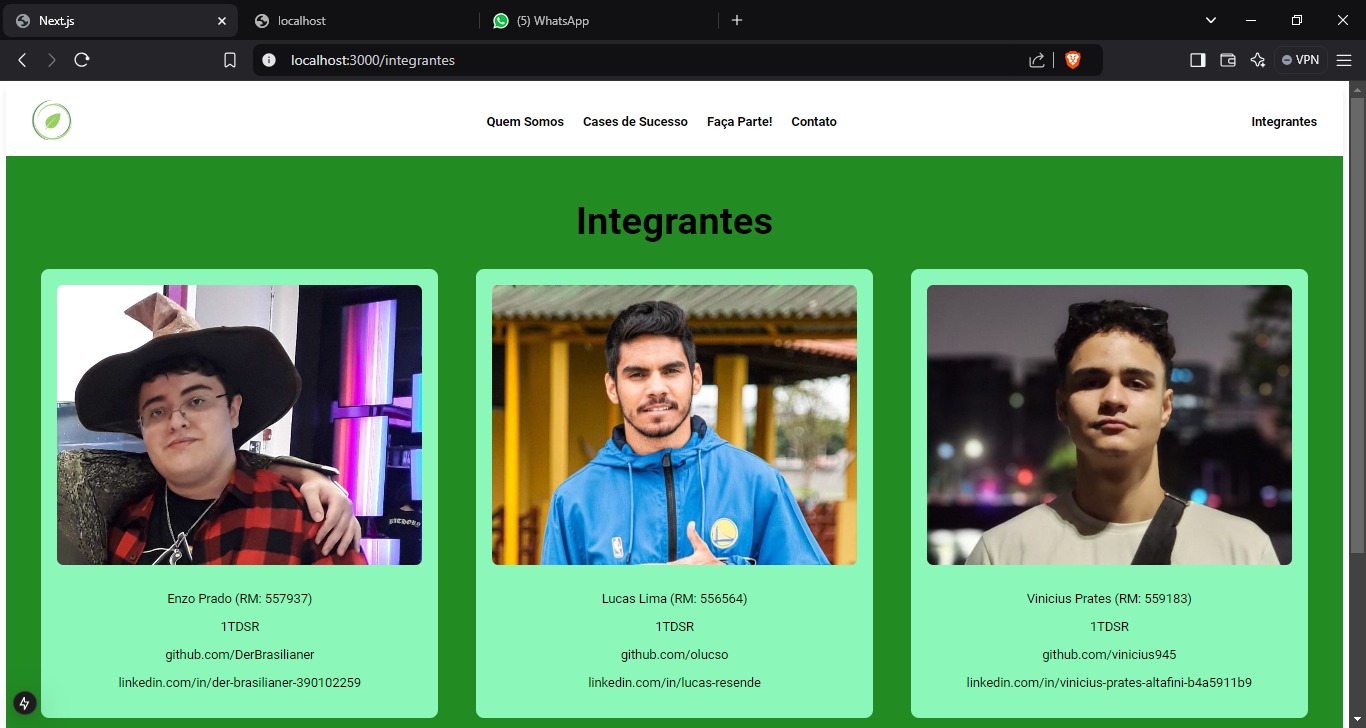 Next.js
localhost
(5) WhatsApp
localhost:3000/integrantes
VPN
Quem Somos
Cases de Sucesso
Faça Parte!
Contato
Integrantes
Integrantes
BATHORY
Enzo Prado (RM: 557937)
1TDSR
github.com/DerBrasilianer
linkedin.com/in/der-brasilianer-390102259
Lucas Lima (RM: 556564)
1TDSR
github.com/olucso
linkedin.com/in/lucas-resende
Vinicius Prates (RM: 559183)
1TDSR
github.com/vinicius945
linkedin.com/in/vinicius-prates-altafini-b4a5911b9